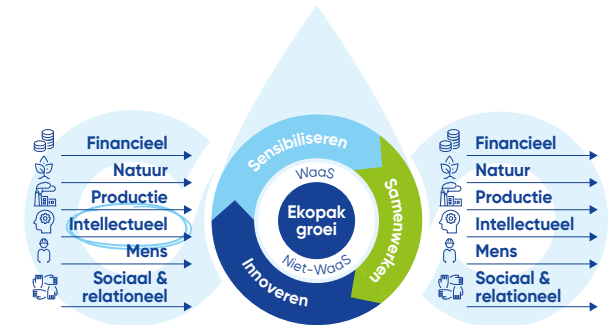 Financieel
Natuur
Productie
Intellectueel
Mens
Sociaal &
relationeel
Sensibiliseren
Samenwerken
Innoveren
WaaS
Ekopak
groei
Niet-WaaS
Financieel
Natuur
Productie
Intellectueel
Mens
Sociaal &
relationeel